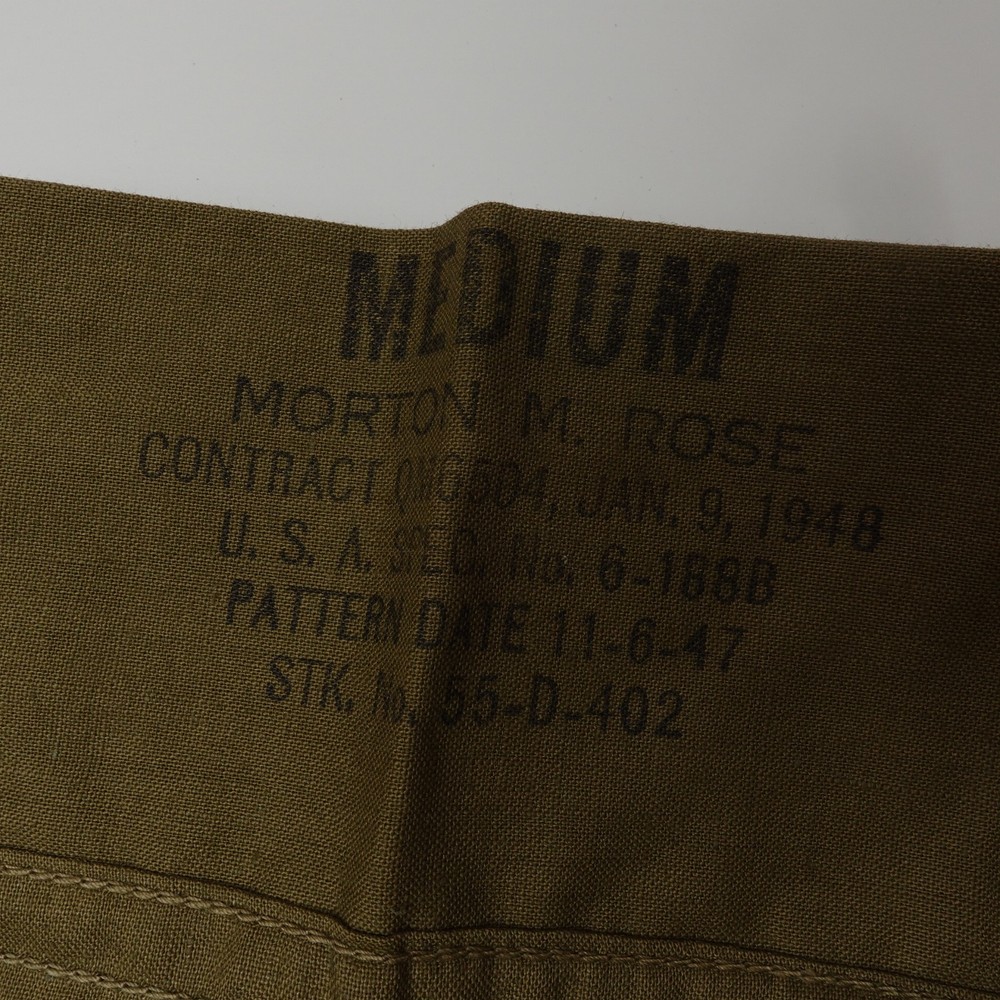 MEDIUM
MORTON M. ROSE
CONTRACT JAN. 9, 1948
U. S. A. SPEC. No. 6-188B
PATTERN DATE 11-6-47
STK. No. 55-D-402